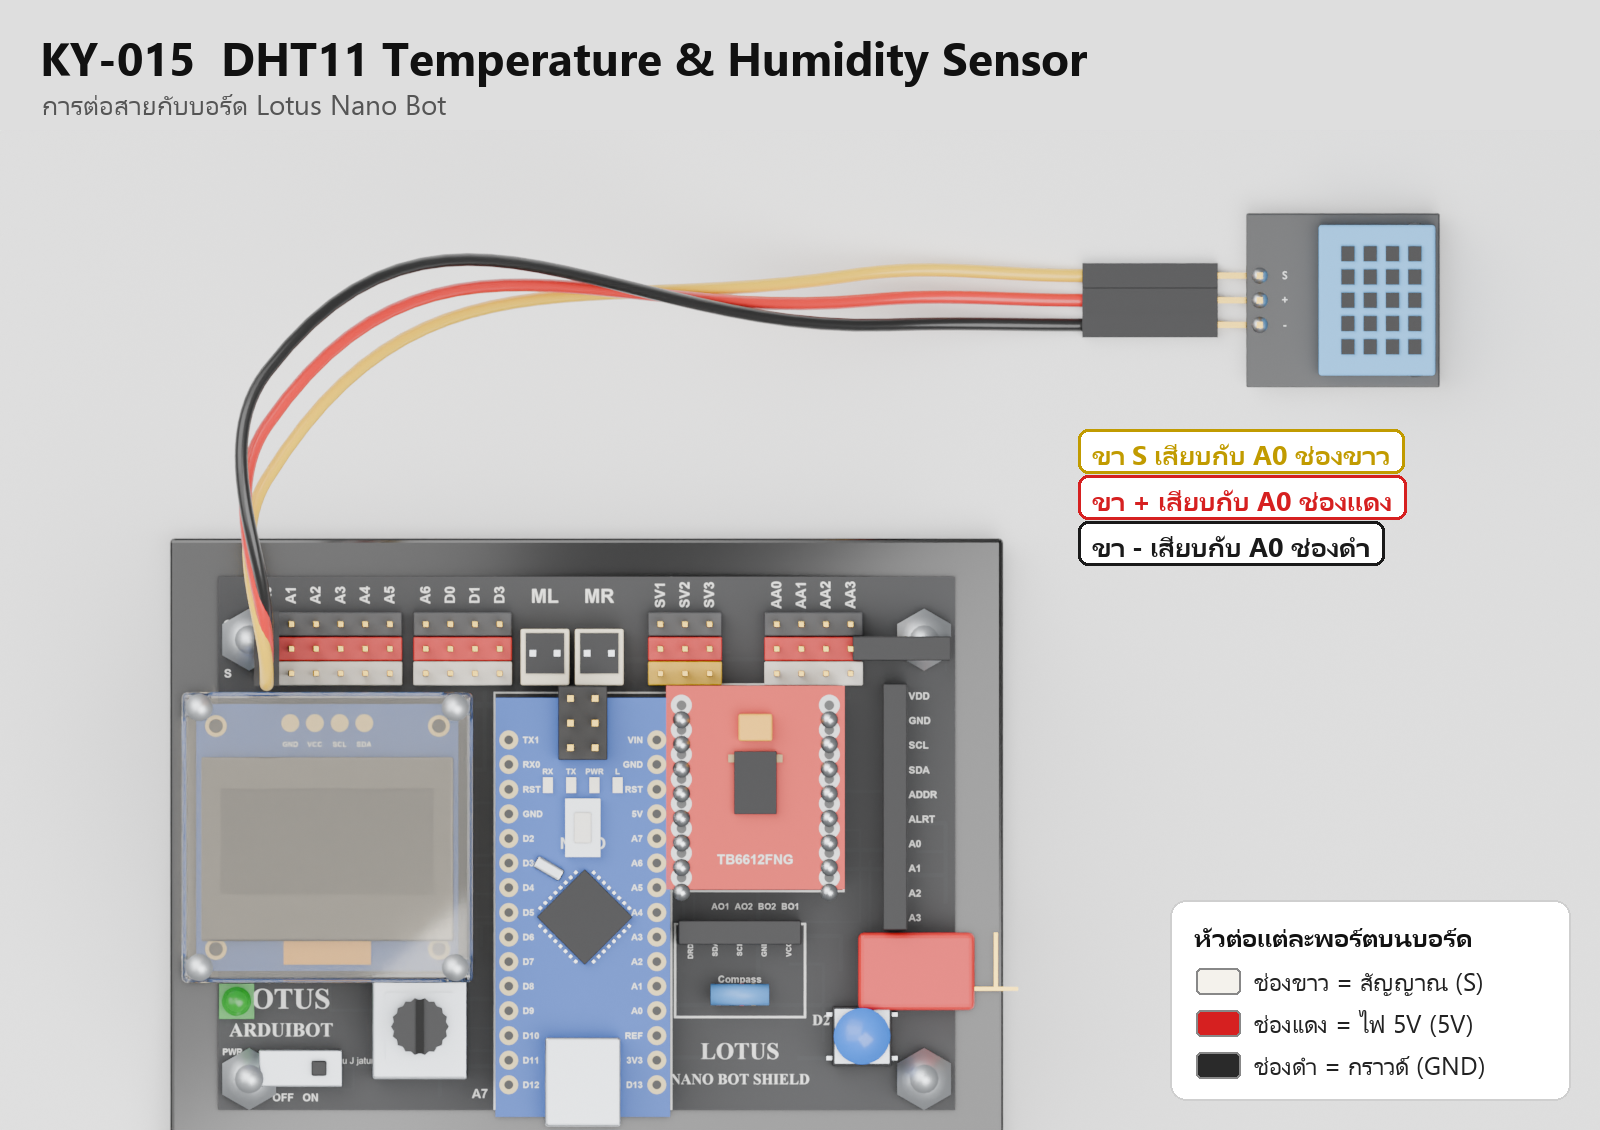 KY-015 DHT11 Temperature & Humidity Sensor
การต่อสายกับบอร์ด Lotus Nano Bot
S
+
-
ขา S เสียบกับ A0 ช่องขาว
ขา + เสียบกับ A0 ช่องแดง
ขา - เสียบกับ A0 ช่องดำ
A1 A2 A3 A4 A5 A6 D0 D1 D3 ML MR SV1 SV2 SV3 AA0 AA1 AA2 AA3
S
GND VCC SCL SDA
TX1 VIN
RX0 GND
RX TX PWR L
RST RST
GND 5V
D2 A7
D3 A6
D4 A5
D5 A4
D6 A3
D7 A2
D8 A1
D9 A0
D10 REF
D11 3V3
D12 D13
TB6612FNG
AO1 AO2 BO2 BO1
Compass
VDD
GND
SCL
SDA
ADDR
ALRT
A0
A1
A2
A3
D2
OTUS
ARDUIBOT
PWR
OFF ON
A7
LOTUS
NANO BOT SHIELD
หัวต่อแต่ละพอร์ตบนบอร์ด
ช่องขาว = สัญญาณ (S)
ช่องแดง = ไฟ 5V (5V)
ช่องดำ = กราวด์ (GND)